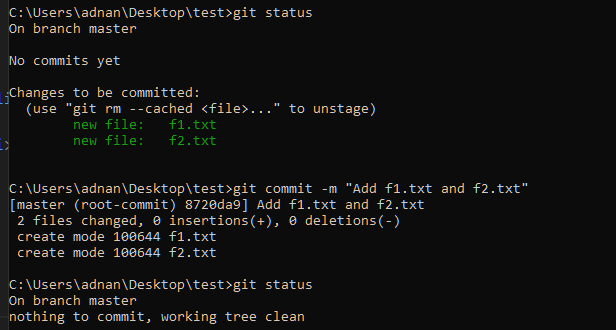 C:\Users\adnan\Desktop\test>git status
On branch master
No commits yet
Changes to be committed:
  (use "git rm --cached <file>..." to unstage)
        new file:   f1.txt
        new file:   f2.txt
C:\Users\adnan\Desktop\test>git commit -m "Add f1.txt and f2.txt"
[master (root-commit) 8720da9] Add f1.txt and f2.txt
 2 files changed, 0 insertions(+), 0 deletions(-)
 create mode 100644 f1.txt
 create mode 100644 f2.txt
C:\Users\adnan\Desktop\test>git status
On branch master
nothing to commit, working tree clean